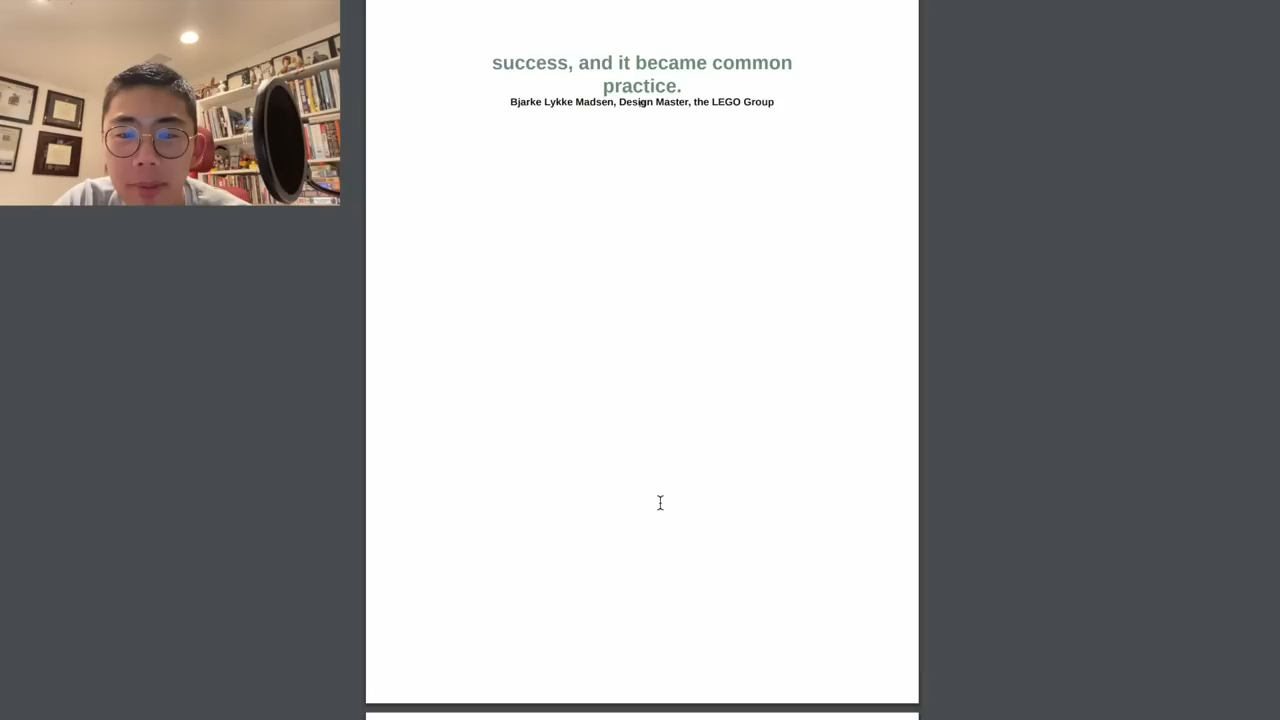 success, and it became common
practice.
Bjarke Lykke Madsen, Design Master, the LEGO Group